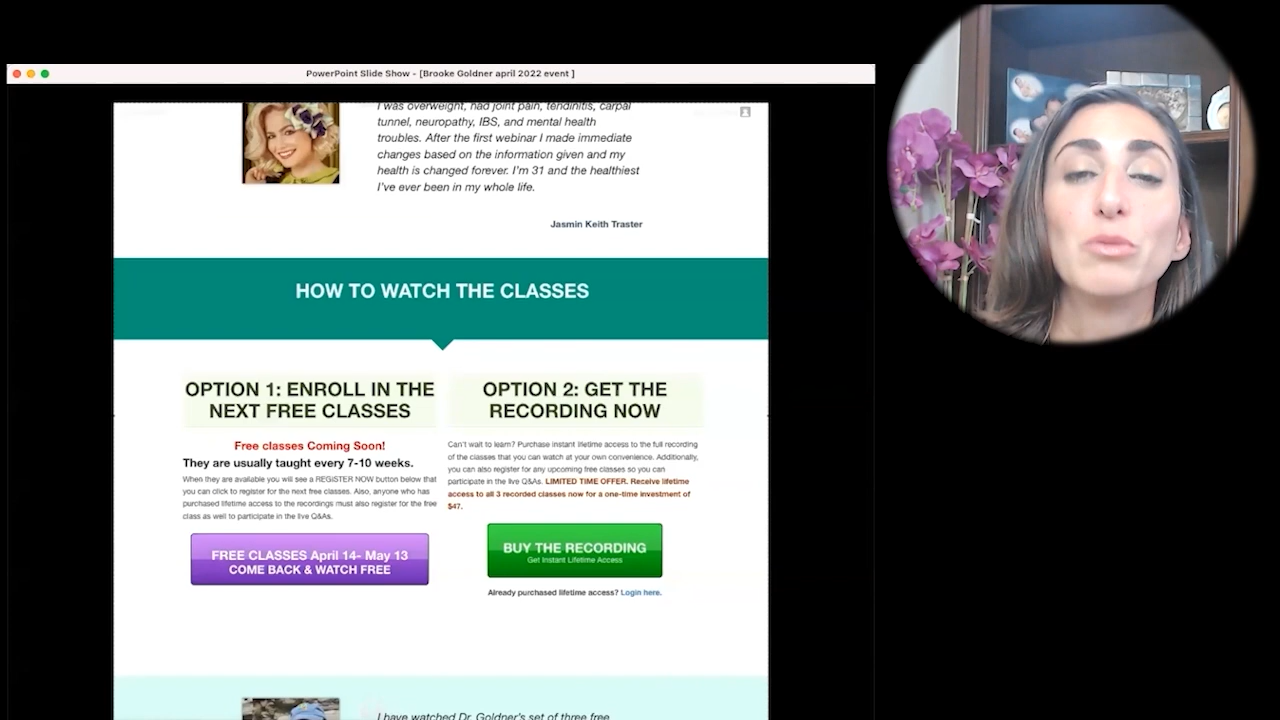 PowerPoint Slide Show - [Brooke Goldner april 2022 event ]
I was overweight, had joint pain, tendinitis, carpal
tunnel, neuropathy, IBS, and mental health
troubles. After the first webinar I made immediate
changes based on the information given and my
health is changed forever. I'm 31 and the healthiest
I've ever been in my whole life.
Jasmin Keith Traster
HOW TO WATCH THE CLASSES
OPTION 1: ENROLL IN THE
NEXT FREE CLASSES
Free classes Coming Soon!
They are usually taught every 7-10 weeks.
When they are available you will see a REGISTER NOW button below that
you can click to register for the next free classes. Also, anyone who has
purchased lifetime access to the recordings must also register for the free
class as well to participate in the live Q&As.
FREE CLASSES April 14- May 13
COME BACK & WATCH FREE
OPTION 2: GET THE
RECORDING NOW
Can't wait to learn? Purchase instant lifetime access to the full recording
of the classes that you can watch at your own convenience. Additionally,
you can also register for any upcoming free classes so you can
participate in the live Q&As. LIMITED TIME OFFER. Receive lifetime
access to all 3 recorded classes now for a one-time investment of
$47.
BUY THE RECORDING
Get Instant Lifetime Access
Already purchased lifetime access? Login here.
I have watched Dr. Goldner's set of three free